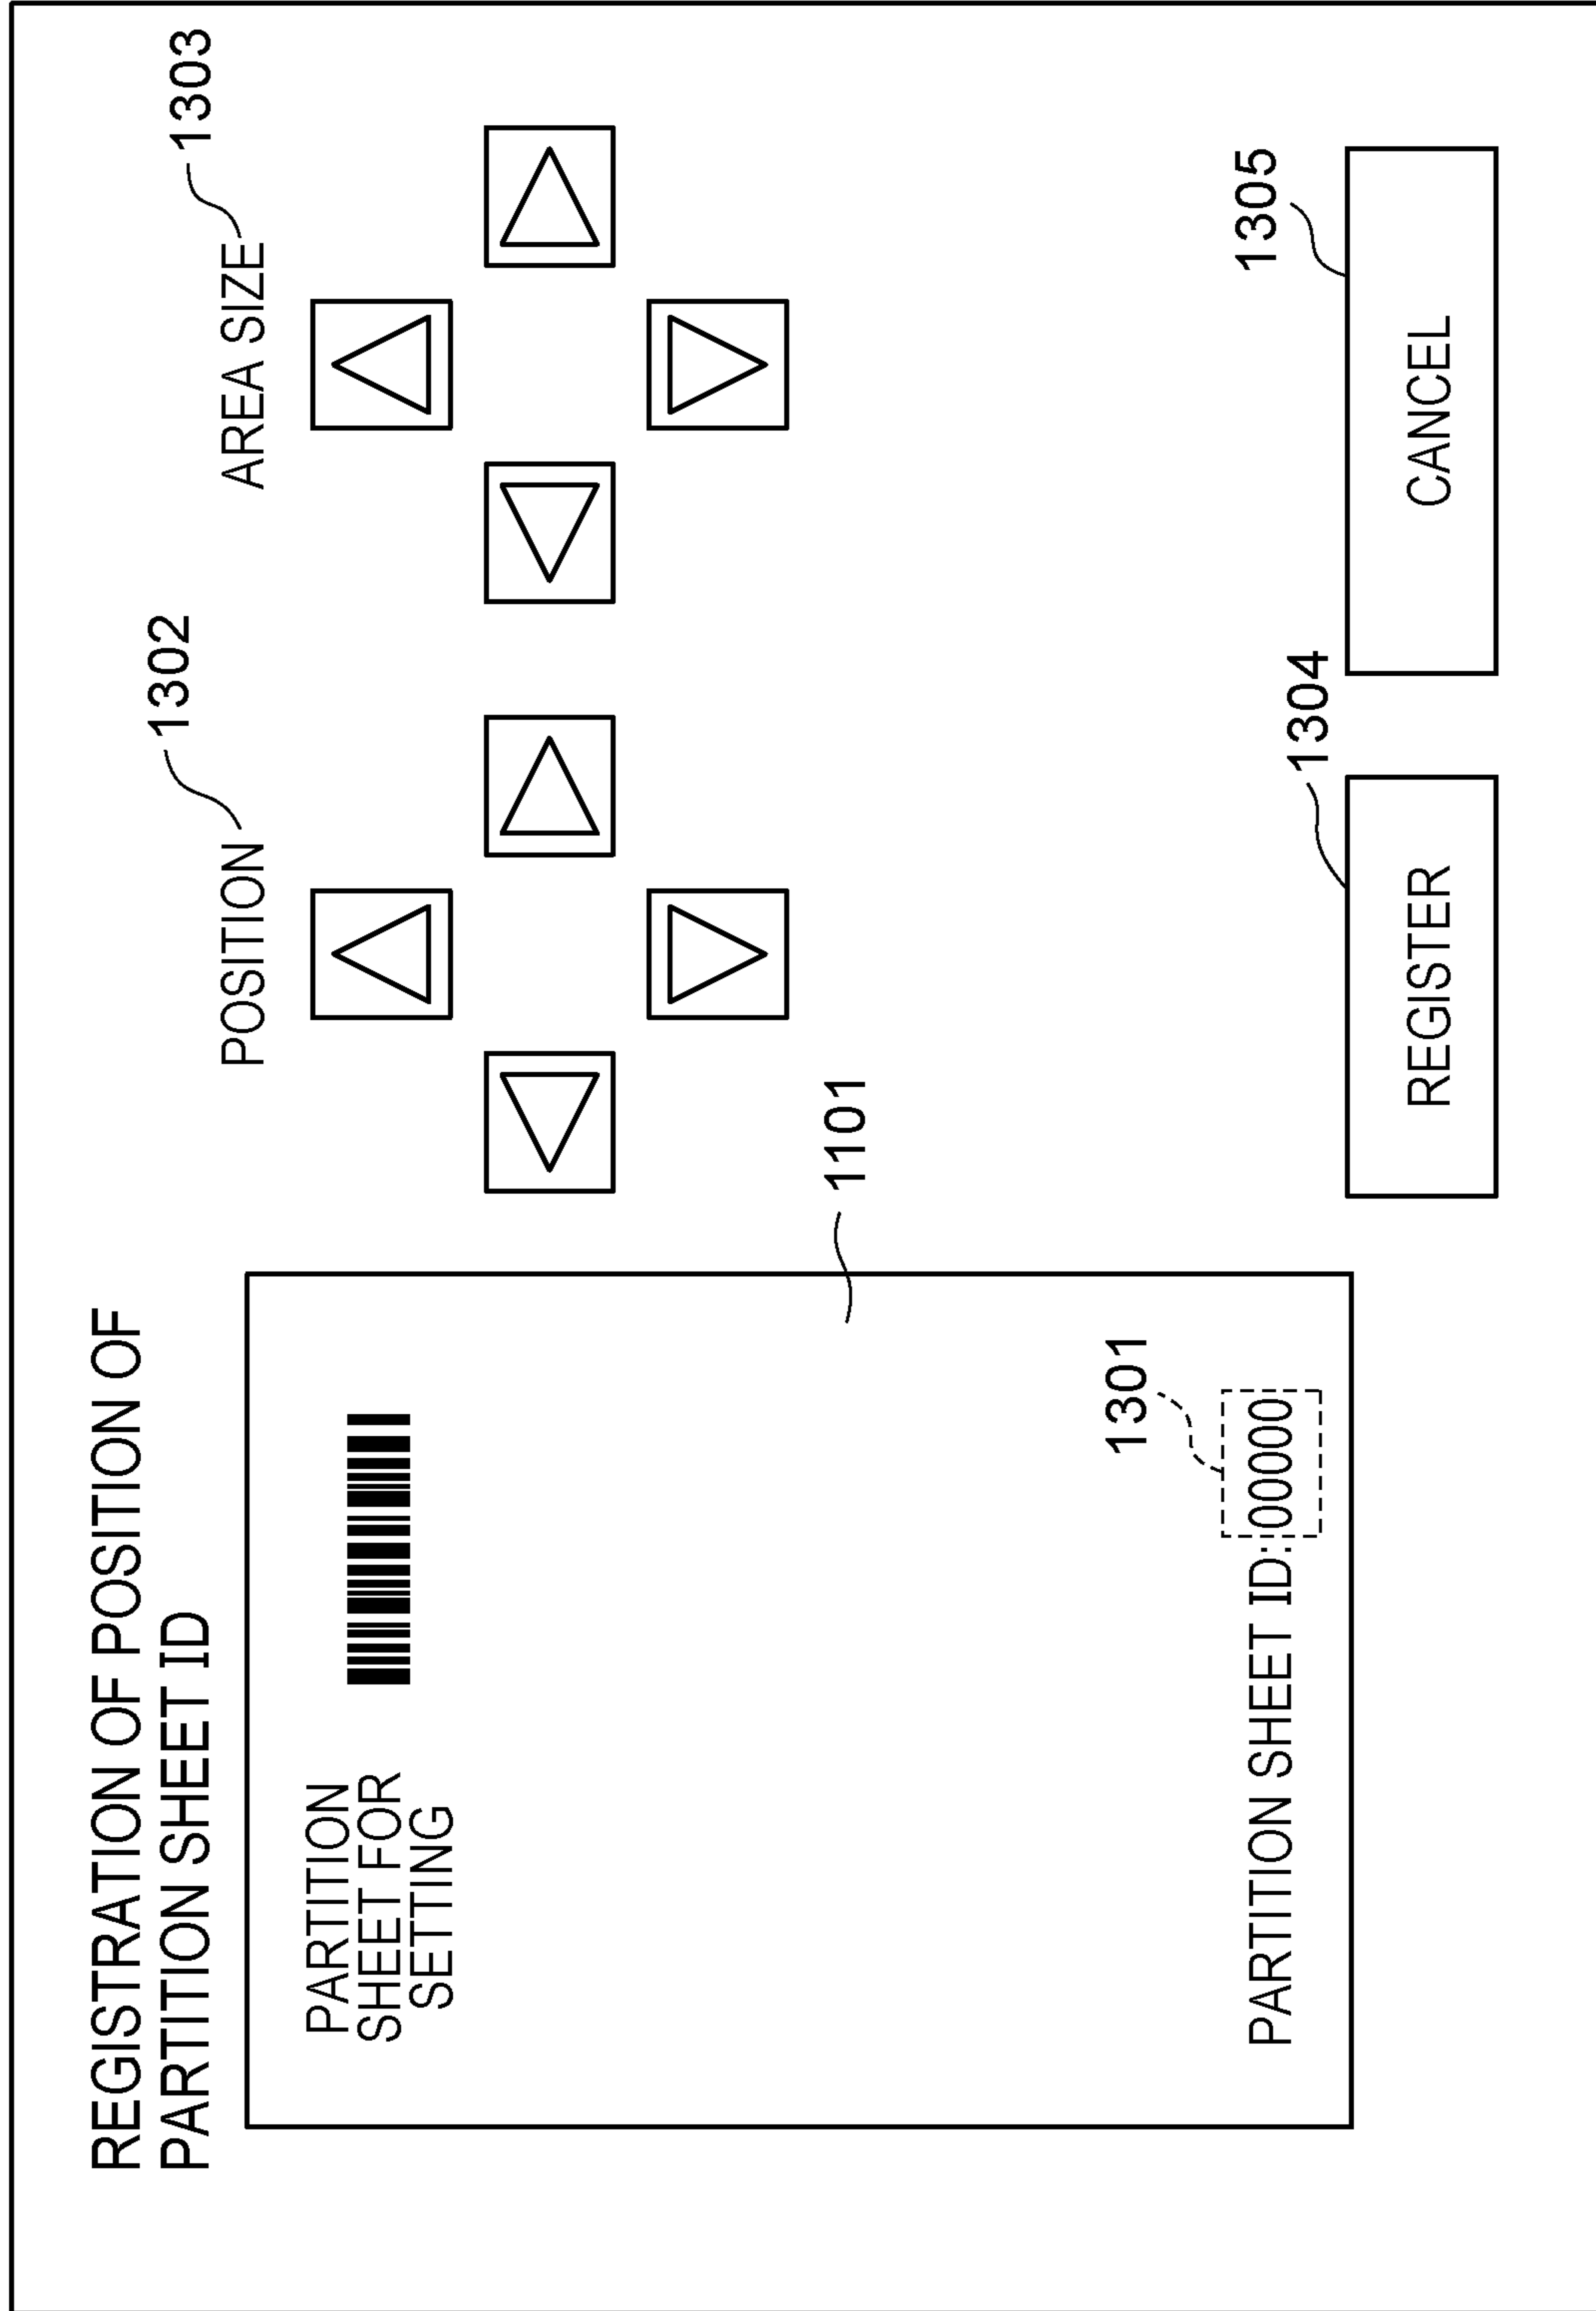 REGISTRATION OF POSITION OF
PARTITION SHEET ID
PARTITION
SHEET FOR
SETTING
1101
PARTITION SHEET ID:000000
1301
POSITION
1302
AREA SIZE
1303
REGISTER
1304
CANCEL
1305